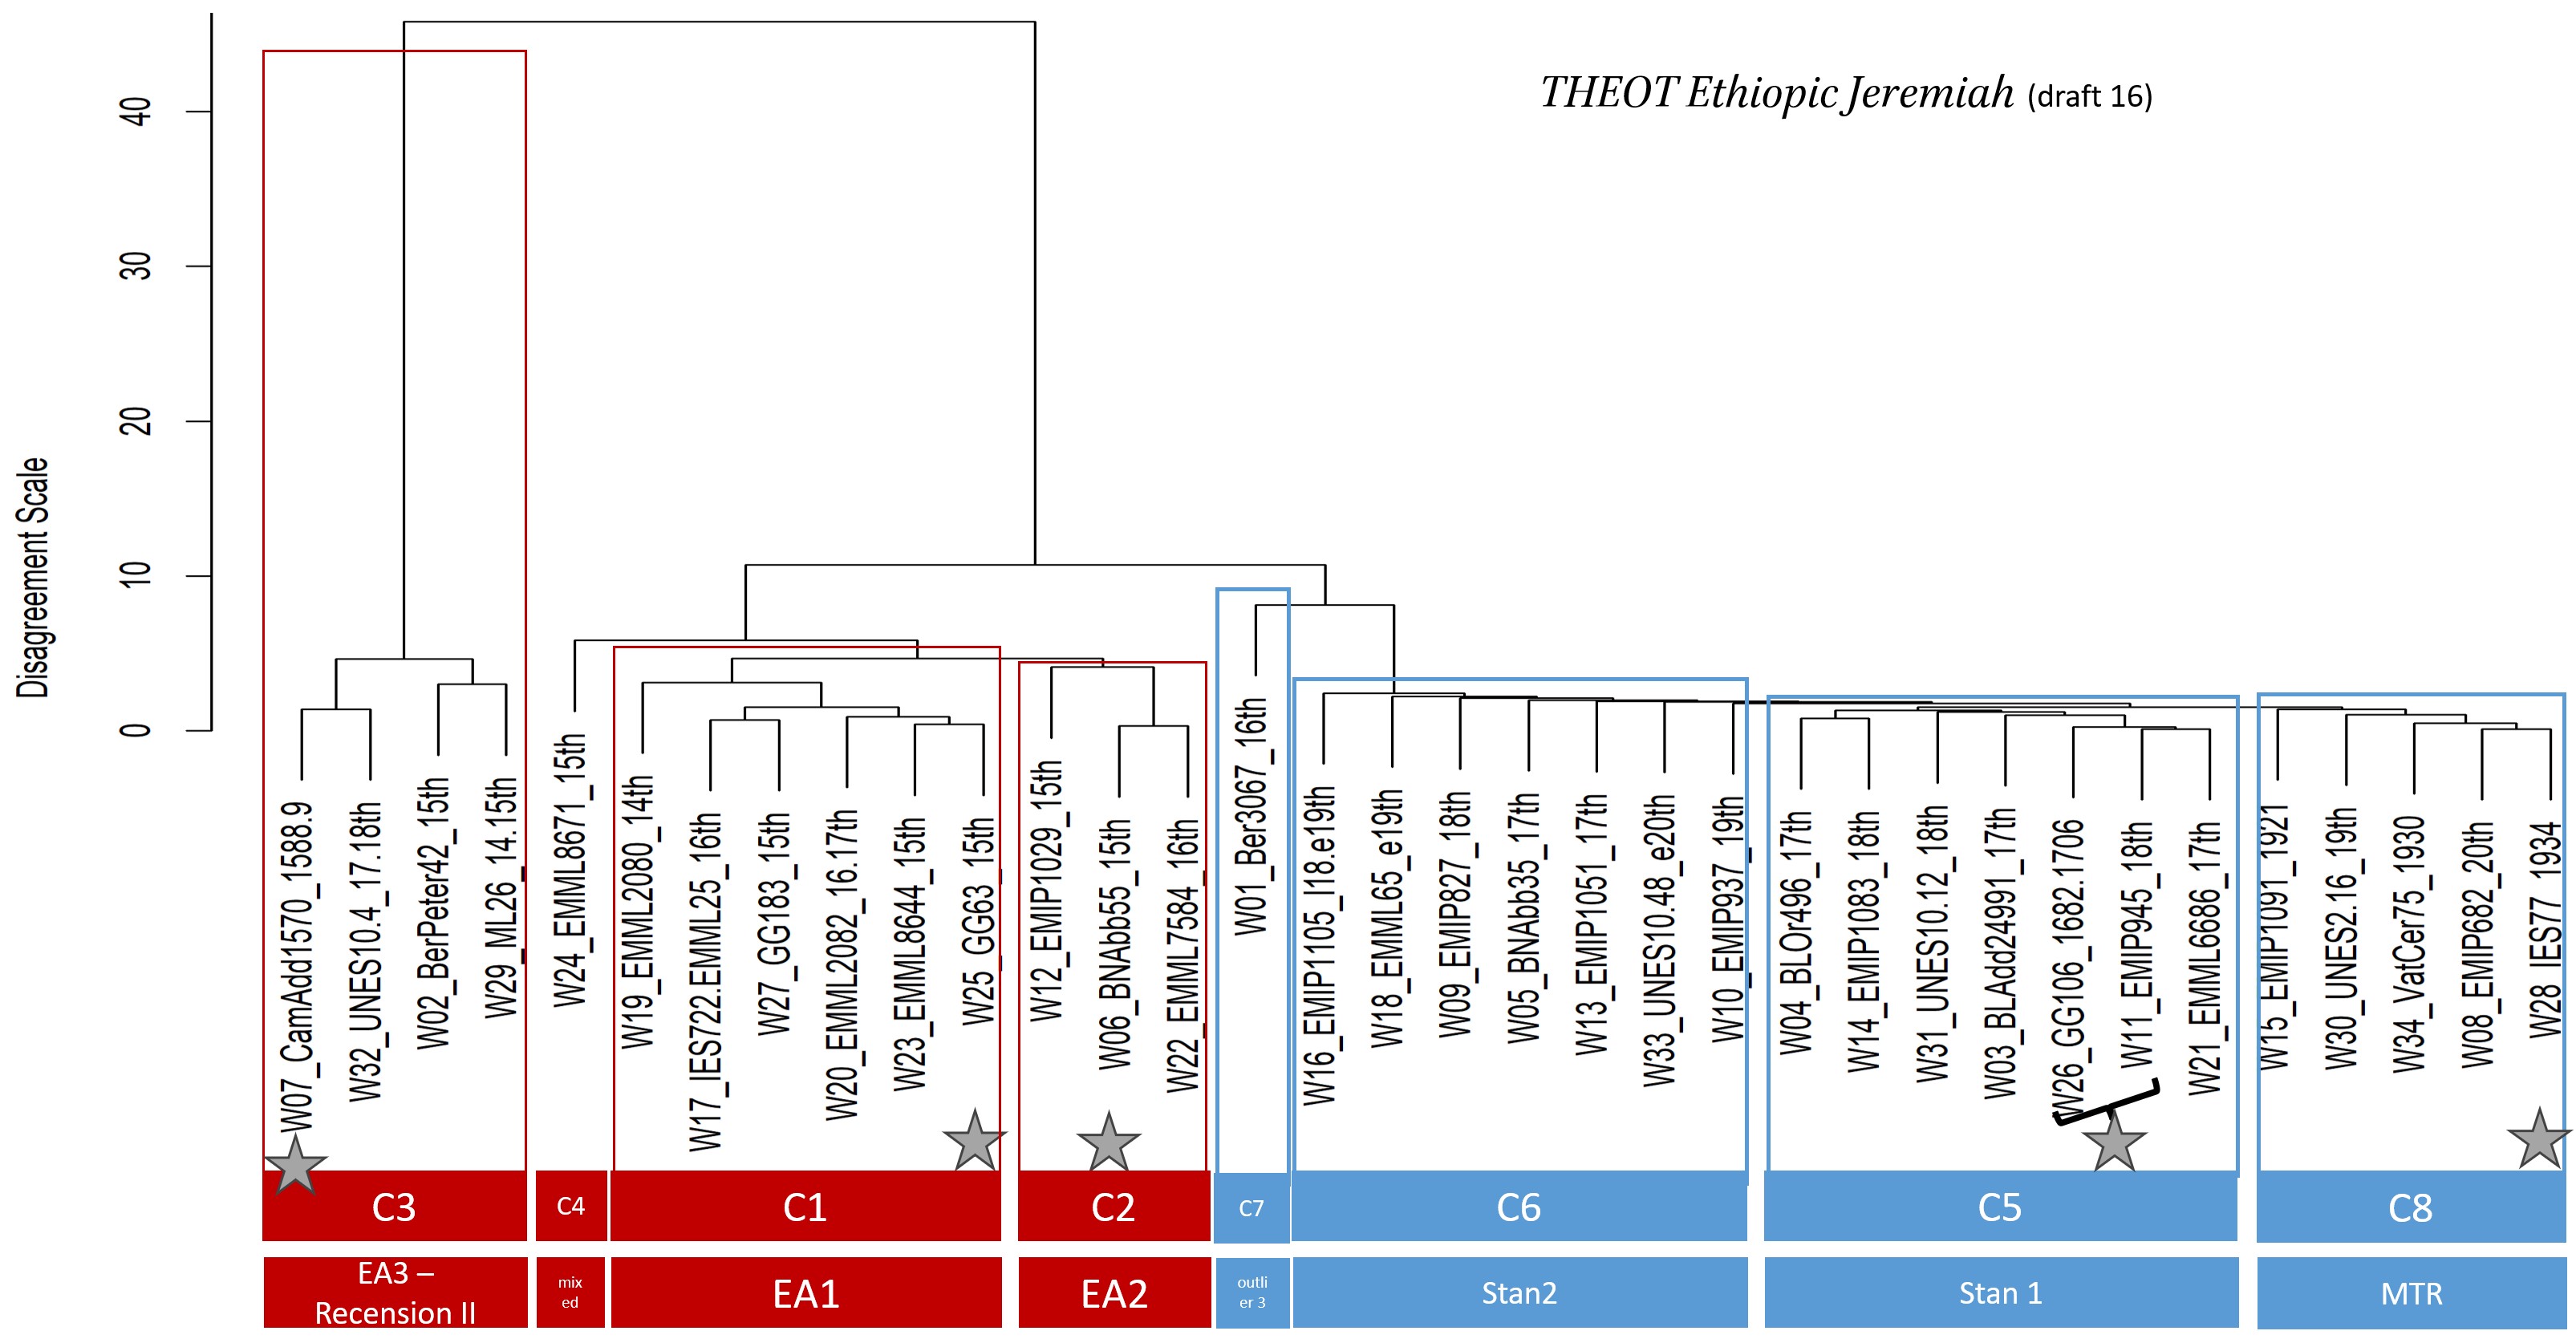 THEOT Ethiopic Jeremiah (draft 16)
Disagreement Scale
40
30
20
10
0
W07_CamAdd1570_1588.9
W32_UNES10.4_17.18th
W02_BerPeter42_15th
W29_ML26_14.15th
W24_EMML8671_15th
W19_EMML2080_14th
W17_IES722.EMML25_16th
W27_GG183_15th
W20_EMML2082_16.17th
W23_EMML8644_15th
W25_GG63_15th
W12_EMIP1029_15th
W06_BNAbb55_15th
W22_EMML7584_16th
W01_Ber3067_16th
W16_EMIP1105_l18.e19th
W18_EMML65_e19th
W09_EMIP827_18th
W05_BNAbb35_17th
W13_EMIP1051_17th
W33_UNES10.48_e20th
W10_EMIP937_19th
W04_BLOr496_17th
W14_EMIP1083_18th
W31_UNES10.12_18th
W03_BLAdd24991_17th
W26_GG106_1682.1706
W11_EMIP945_18th
W21_EMML6686_17th
W15_EMIP1091_1921
W30_UNES2.16_19th
W34_VatCer75_1930
W08_EMIP682_20th
W28_IES77_1934
C3
C4
C1
C2
C7
C6
C5
C8
EA3 –
Recension II
mix
ed
EA1
EA2
outli
er 3
Stan2
Stan 1
MTR